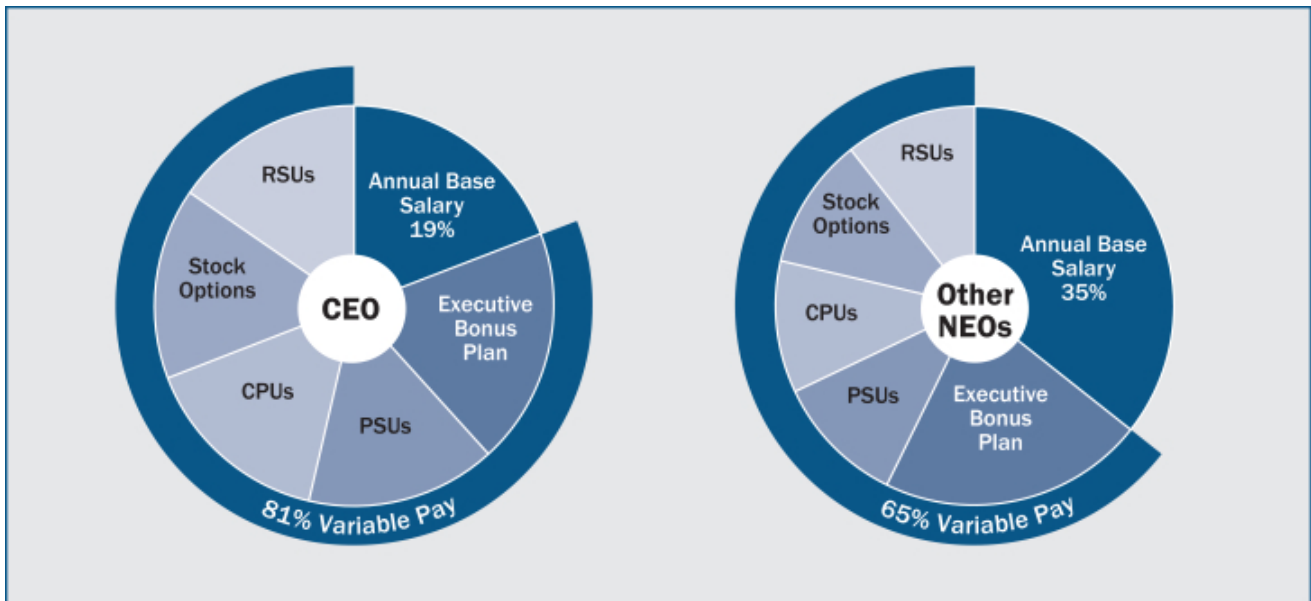 RSUs
Annual Base
Salary
19%
Stock
Options
CEO
Executive
Bonus
Plan
CPUs
PSUs
81% Variable Pay
RSUs
Stock
Options
Annual Base
Salary
35%
CPUs
Other
NEOs
PSUs
Executive
Bonus
Plan
65% Variable Pay